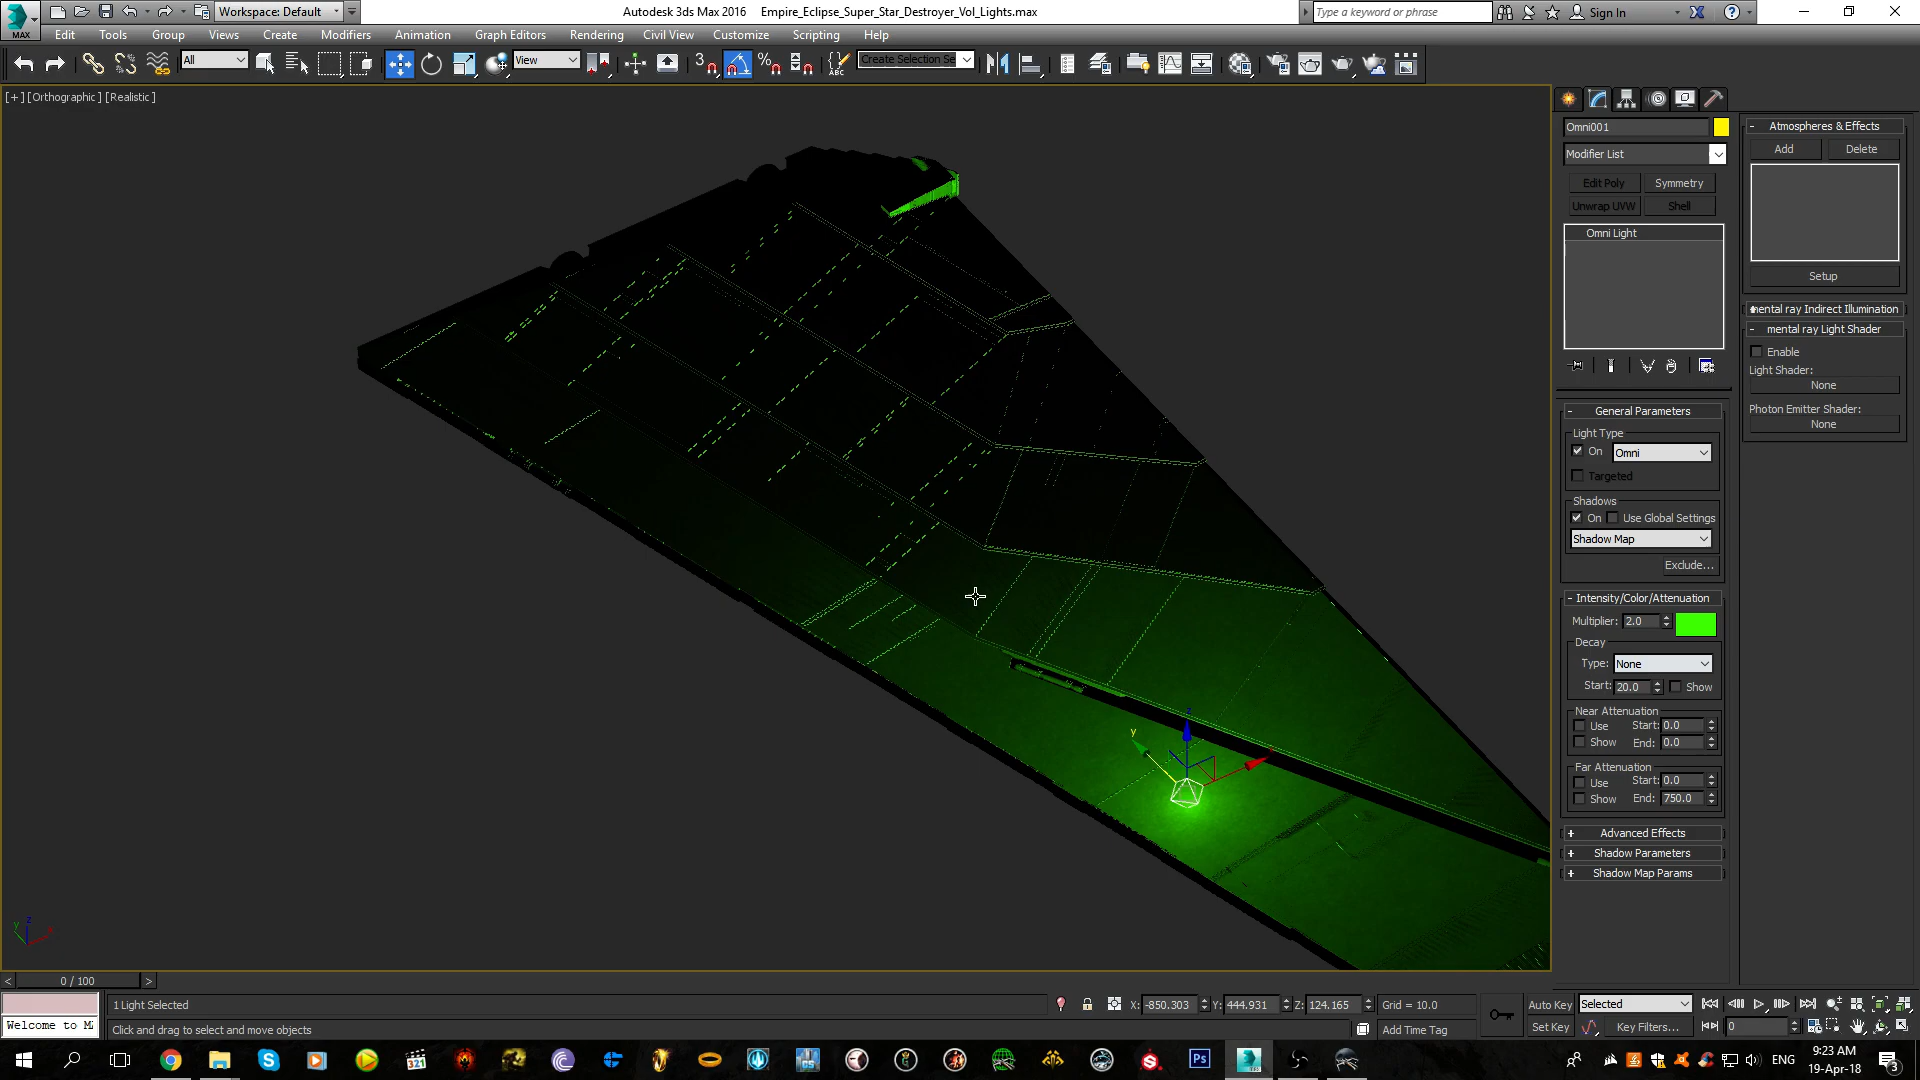 MAX
Workspace: Default
Autodesk 3ds Max 2016    Empire_Eclipse_Super_Star_Destroyer_Vol_Lights.max
Type a keyword or phrase
Sign In
Edit Tools Group Views Create Modifiers Animation Graph Editors Rendering Civil View Customize Scripting Help
All
View
3
ABC
Create Selection Se
[+] [Orthographic] [Realistic]
Omni001
Modifier List
Edit Poly Symmetry
Unwrap UVW Shell
Omni Light
- General Parameters
Light Type
On Omni
Targeted
Shadows
On Use Global Settings
Shadow Map
Exclude...
- Intensity/Color/Attenuation
Multiplier: 2.0
Decay
Type: None
Start: 20.0 Show
Near Attenuation
Use Start: 0.0
Show End: 0.0
Far Attenuation
Use Start: 0.0
Show End: 750.0
+ Advanced Effects
+ Shadow Parameters
+ Shadow Map Params
- Atmospheres & Effects
Add Delete
Setup
mental ray Indirect Illumination
- mental ray Light Shader
Enable
Light Shader:
None
Photon Emitter Shader:
None
y
z
y z
< 0 / 100 >
1 Light Selected
X: -850.303 Y: 444.931 Z: 124.165 Grid = 10.0
Auto Key Selected
Welcome to M
Click and drag to select and move objects
Add Time Tag
Set Key Key Filters... 0
321
Ps
ENG
9:23 AM
19-Apr-18
3